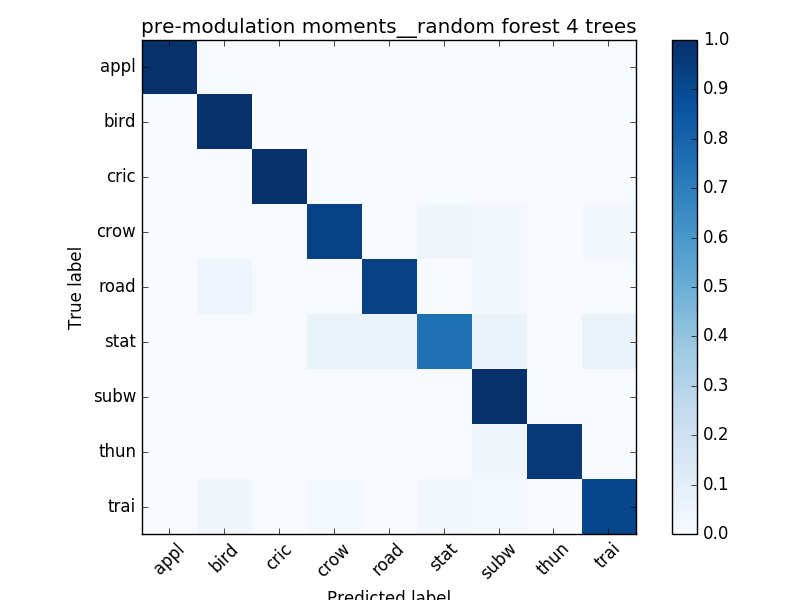 pre-modulation moments__random forest 4 trees
True label
appl
bird
cric
crow
road
stat
subw
thun
trai
appl
bird
cric
crow
road
stat
subw
thun
trai
Predicted label
1.0
0.9
0.8
0.7
0.6
0.5
0.4
0.3
0.2
0.1
0.0